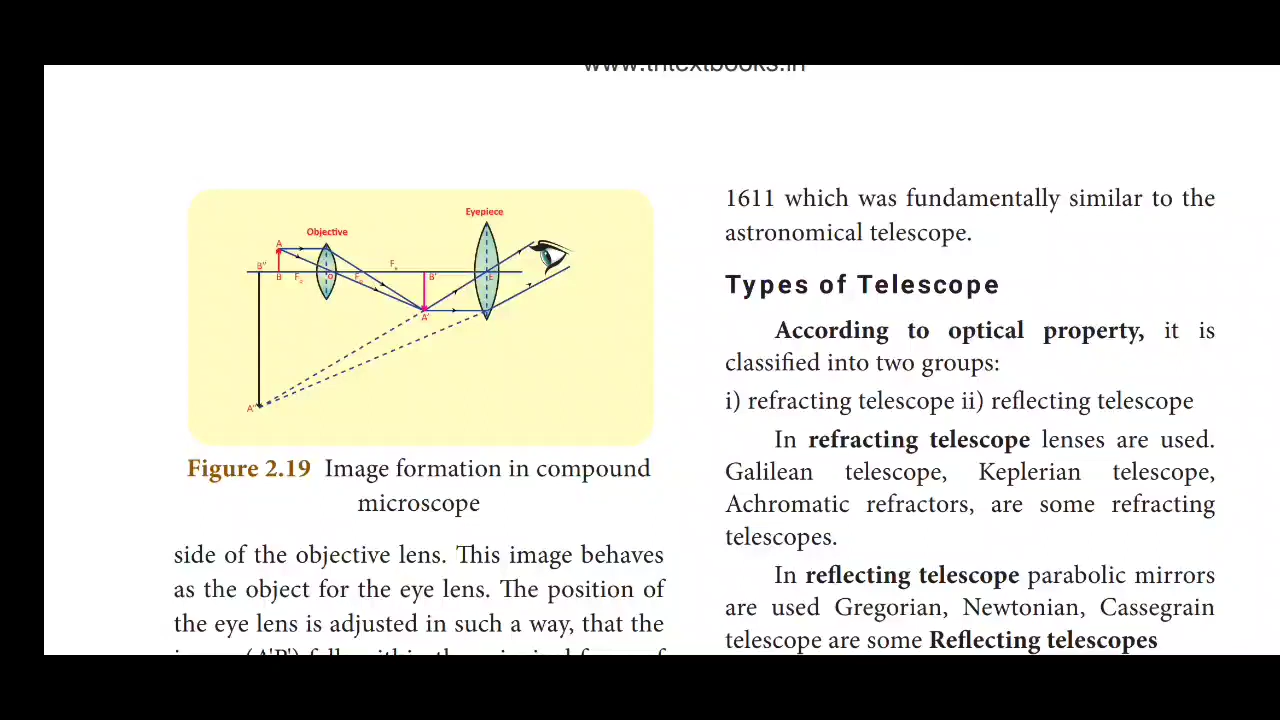 www.tntextbooks.in
Eyepiece
Objective
A
B''
B
F
O
F
F
B'
E
A'
A''
Figure 2.19 Image formation in compound
microscope
side of the objective lens. This image behaves
as the object for the eye lens. The position of
the eye lens is adjusted in such a way, that the
1611 which was fundamentally similar to the
astronomical telescope.
Types of Telescope
According to optical property, it is
classified into two groups:
i) refracting telescope ii) reflecting telescope
In refracting telescope lenses are used.
Galilean telescope, Keplerian telescope,
Achromatic refractors, are some refracting
telescopes.
In reflecting telescope parabolic mirrors
are used Gregorian, Newtonian, Cassegrain
telescope are some Reflecting telescopes